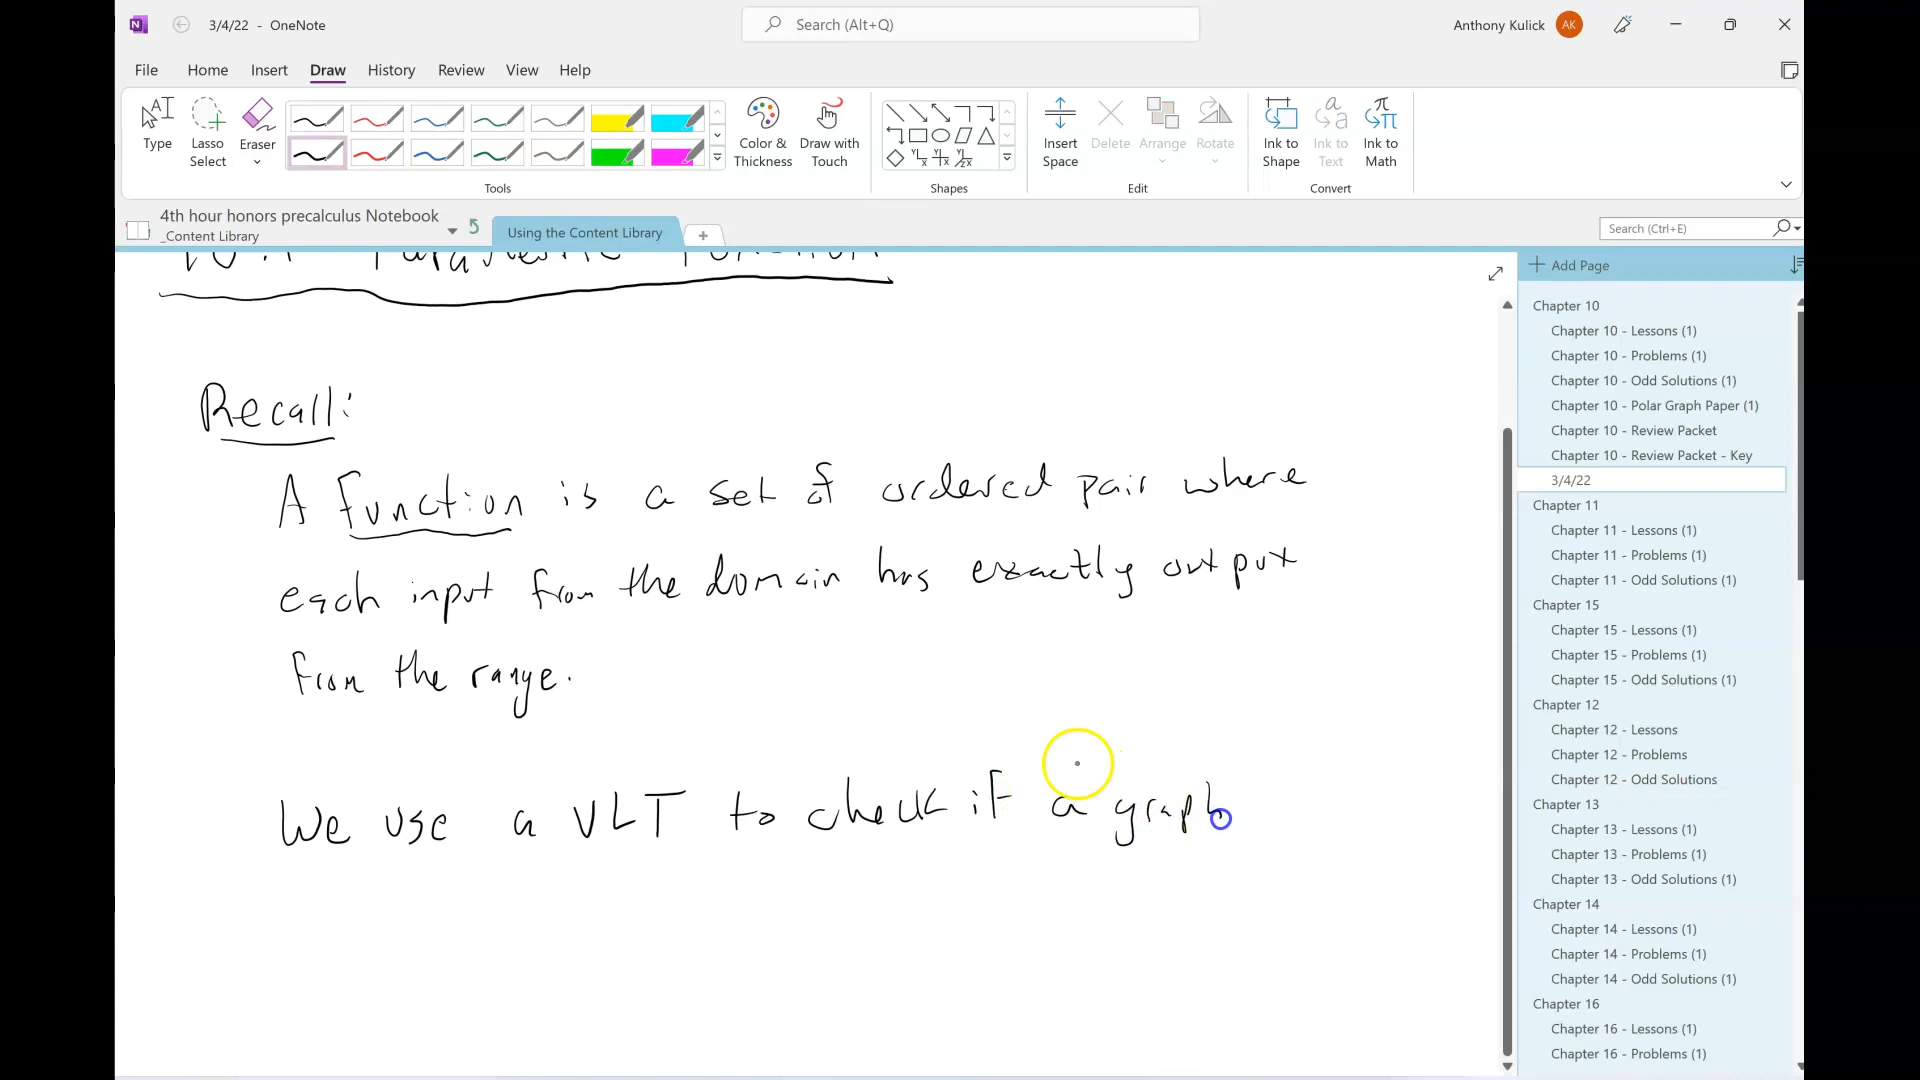 3/4/22 - OneNote
Search (Alt+Q)
Anthony Kulick
AK
File Home Insert Draw History Review View Help
Type
Lasso Select
Eraser
Color & Thickness
Draw with Touch
Insert Space
Delete
Arrange
Rotate
Ink to Shape
Ink to Text
Ink to Math
Tools
Shapes
Edit
Convert
4th hour honors precalculus Notebook
_Content Library
Using the Content Library
Search (Ctrl+E)
Parametric Function
Recall:
A function is a set of ordered pair where
each input from the domain has exactly output
from the range.
We use a VLT to check if a graph
Add Page
Chapter 10
Chapter 10 - Lessons (1)
Chapter 10 - Problems (1)
Chapter 10 - Odd Solutions (1)
Chapter 10 - Polar Graph Paper (1)
Chapter 10 - Review Packet
Chapter 10 - Review Packet - Key
3/4/22
Chapter 11
Chapter 11 - Lessons (1)
Chapter 11 - Problems (1)
Chapter 11 - Odd Solutions (1)
Chapter 15
Chapter 15 - Lessons (1)
Chapter 15 - Problems (1)
Chapter 15 - Odd Solutions (1)
Chapter 12
Chapter 12 - Lessons
Chapter 12 - Problems
Chapter 12 - Odd Solutions
Chapter 13
Chapter 13 - Lessons (1)
Chapter 13 - Problems (1)
Chapter 13 - Odd Solutions (1)
Chapter 14
Chapter 14 - Lessons (1)
Chapter 14 - Problems (1)
Chapter 14 - Odd Solutions (1)
Chapter 16
Chapter 16 - Lessons (1)
Chapter 16 - Problems (1)